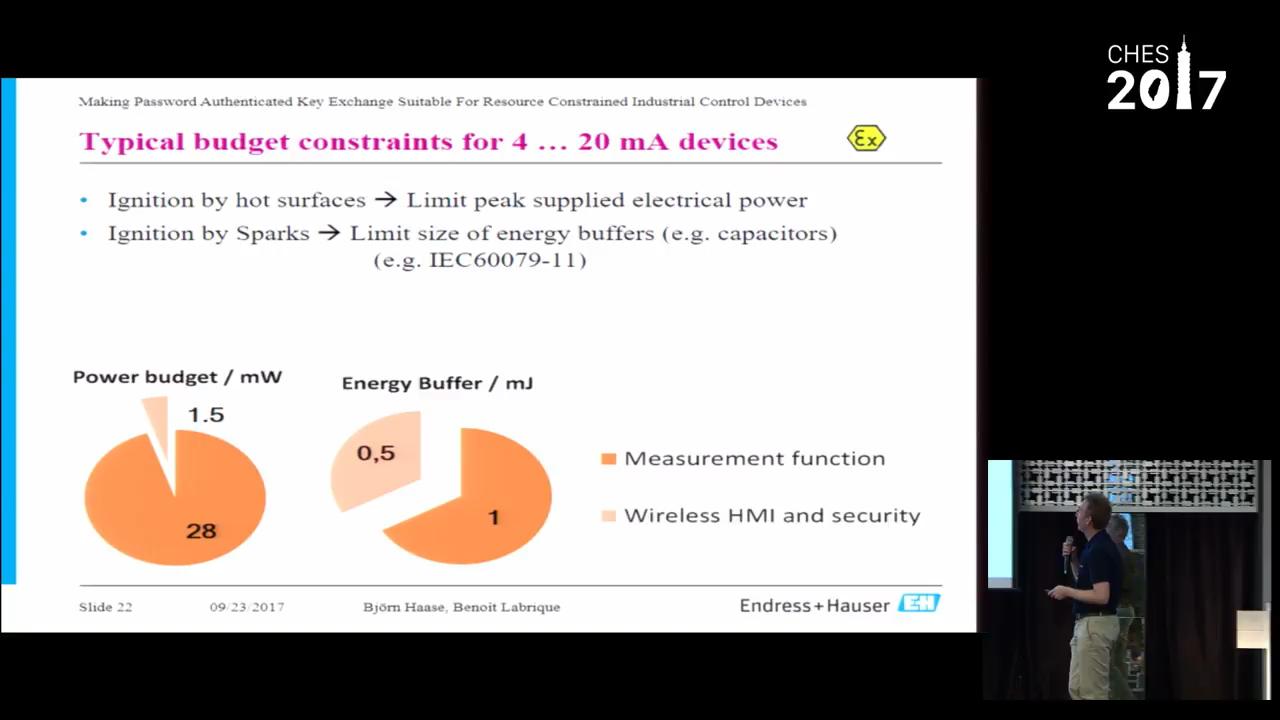 CHES
2017
Making Password Authenticated Key Exchange Suitable For Resource Constrained Industrial Control Devices
Typical budget constraints for 4 … 20 mA devices
εx
• Ignition by hot surfaces → Limit peak supplied electrical power
• Ignition by Sparks → Limit size of energy buffers (e.g. capacitors)
(e.g. IEC60079-11)
Power budget / mW
1.5
28
Energy Buffer / mJ
0,5
1
Measurement function
Wireless HMI and security
Slide 22 09/23/2017 Björn Haase, Benoit Labrique Endress+Hauser EH